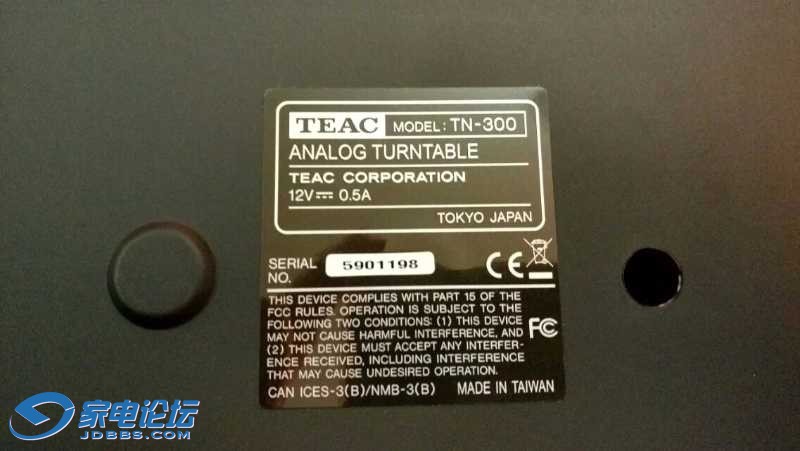 TEAC MODEL: TN-300
ANALOG TURNTABLE
TEAC CORPORATION
12V⎓ 0.5A
TOKYO JAPAN
SERIAL NO. 5901198
CE
THIS DEVICE COMPLIES WITH PART 15 OF THE
FCC RULES. OPERATION IS SUBJECT TO THE
FOLLOWING TWO CONDITIONS: (1) THIS DEVICE
MAY NOT CAUSE HARMFUL INTERFERENCE, AND
(2) THIS DEVICE MUST ACCEPT ANY INTERFER-
ENCE RECEIVED, INCLUDING INTERFERENCE
THAT MAY CAUSE UNDESIRED OPERATION.
FC
CAN ICES-3(B)/NMB-3(B) MADE IN TAIWAN
家电论坛
JDBBS.COM